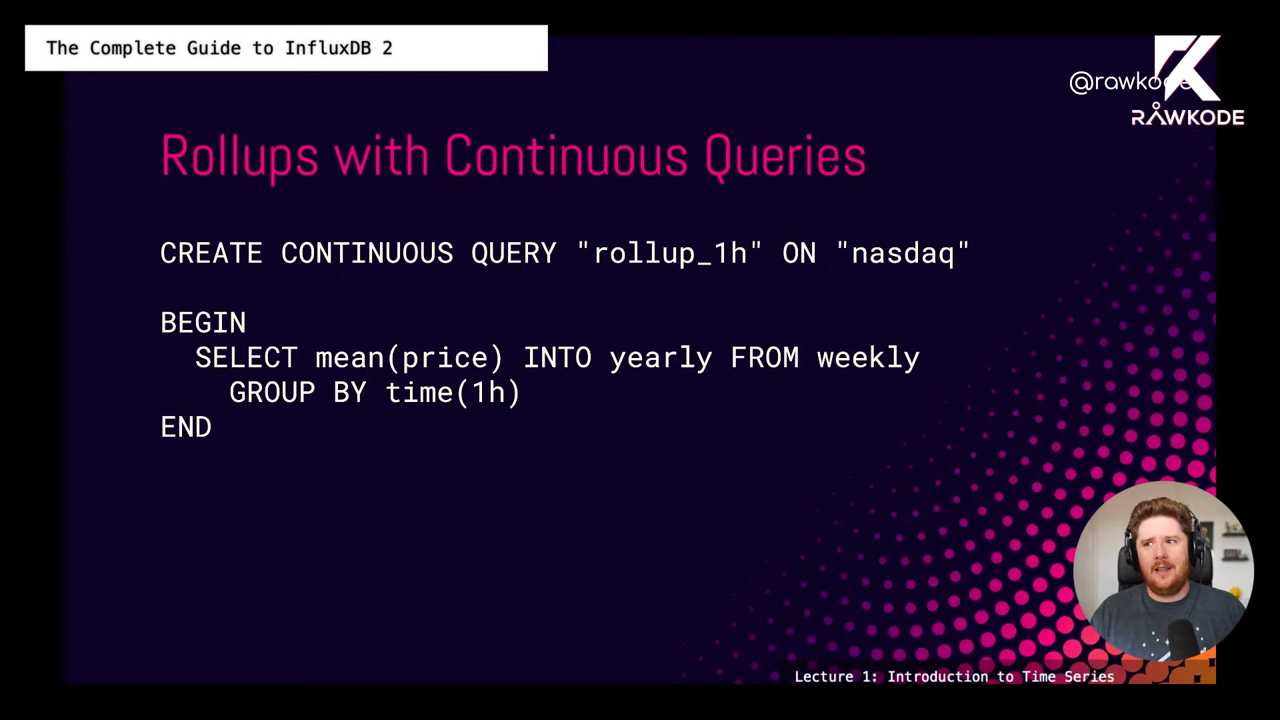 The Complete Guide to InfluxDB 2
@rawkode
RAWKODE
Rollups with Continuous Queries
CREATE CONTINUOUS QUERY "rollup_1h" ON "nasdaq"
BEGIN
SELECT mean(price) INTO yearly FROM weekly
GROUP BY time(1h)
END
Lecture 1: Introduction to Time Series